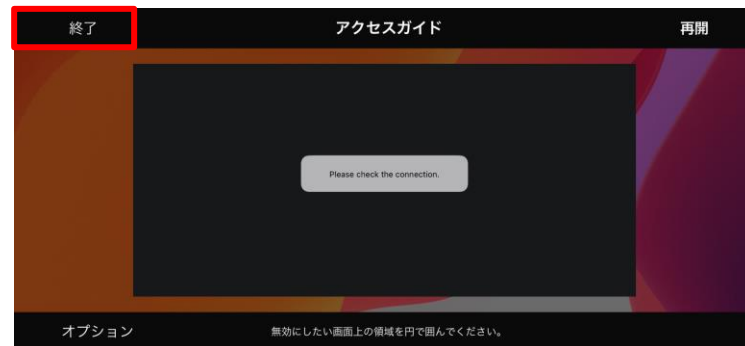 終了
アクセスガイド
再開
Please check the connection.
オプション
無効にしたい画面上の領域を円で囲んでください。